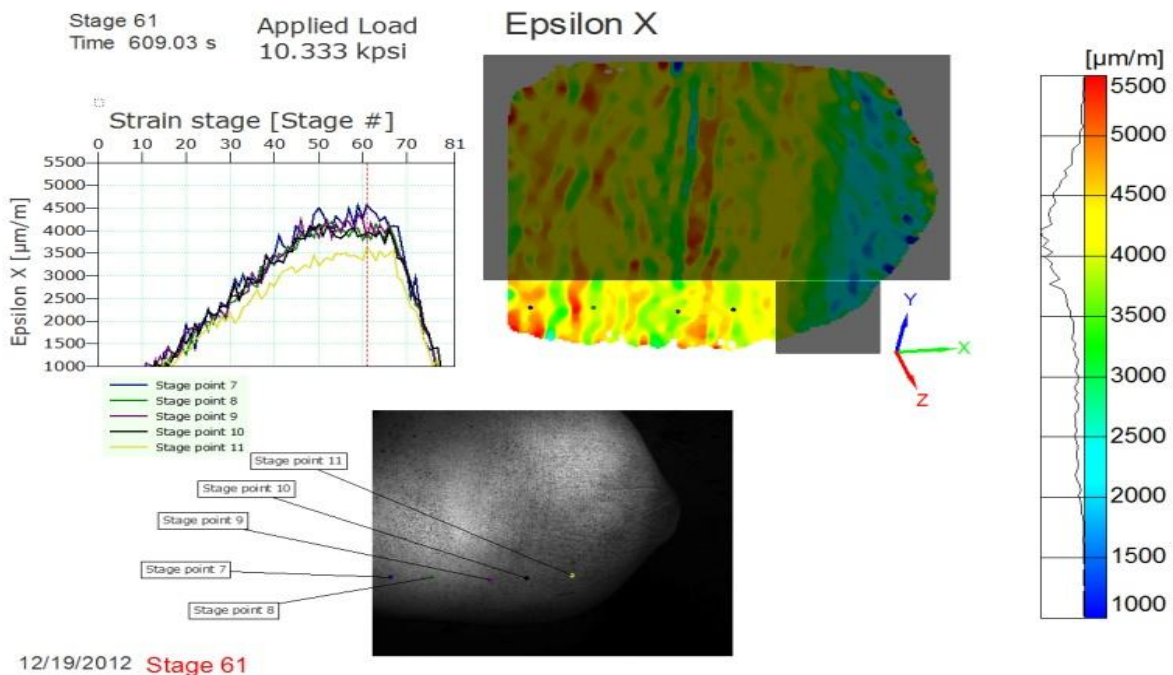 Stage 61
Time 609.03 s
Applied Load
10.333 kpsi
Epsilon X
Strain stage [Stage #]
0 10 20 30 40 50 60 70 81
Epsilon X [µm/m]
5500
5000
4500
4000
3500
3000
2500
2000
1000
Stage point 7
Stage point 8
Stage point 9
Stage point 10
Stage point 11
Y
X
Z
[µm/m]
5500
5000
4500
4000
3500
3000
2500
2000
1500
1000
Stage point 11
Stage point 10
Stage point 9
Stage point 7
Stage point 8
12/19/2012 Stage 61